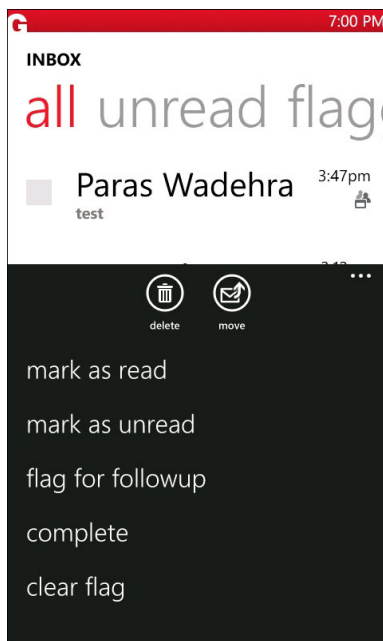 G
7:00 PM
INBOX
all unread flag
Paras Wadehra 3:47pm
test
delete move
mark as read
mark as unread
flag for followup
complete
clear flag